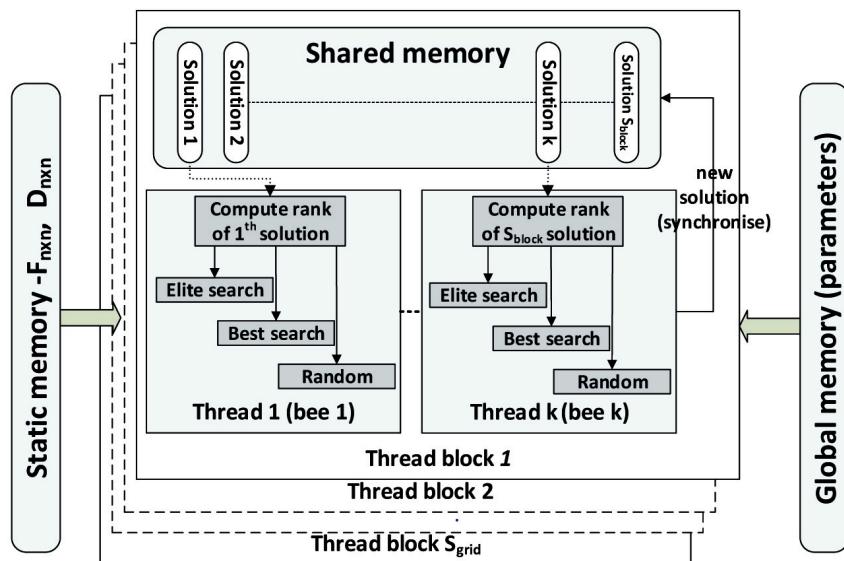 Static memory -Fnxn, Dnxn
Shared memory
Solution 1
Solution 2
Solution k
Solution Sblock
new
solution
(synchronise)
Compute rank
of 1th solution
Elite search
Best search
Random
Thread 1 (bee 1)
Compute rank
of Sblock solution
Elite search
Best search
Random
Thread k (bee k)
Thread block 1
Thread block 2
Thread block Sgrid
Global memory (parameters)